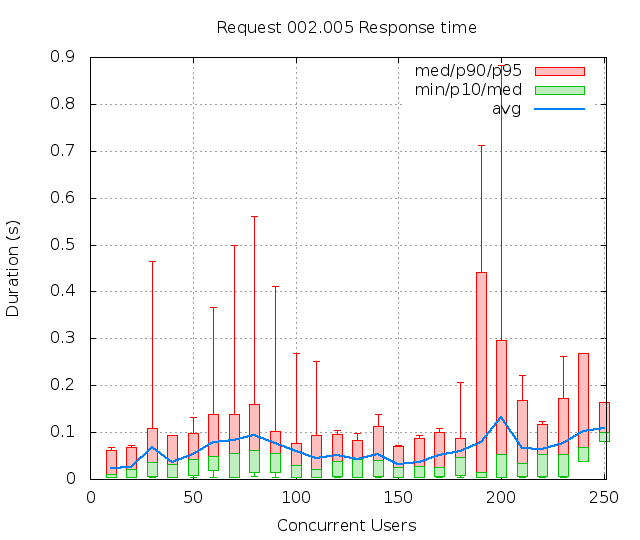 Request 002.005 Response time
med/p90/p95
min/p10/med
avg
Duration (s)
0.9
0.8
0.7
0.6
0.5
0.4
0.3
0.2
0.1
0
0 50 100 150 200 250
Concurrent Users